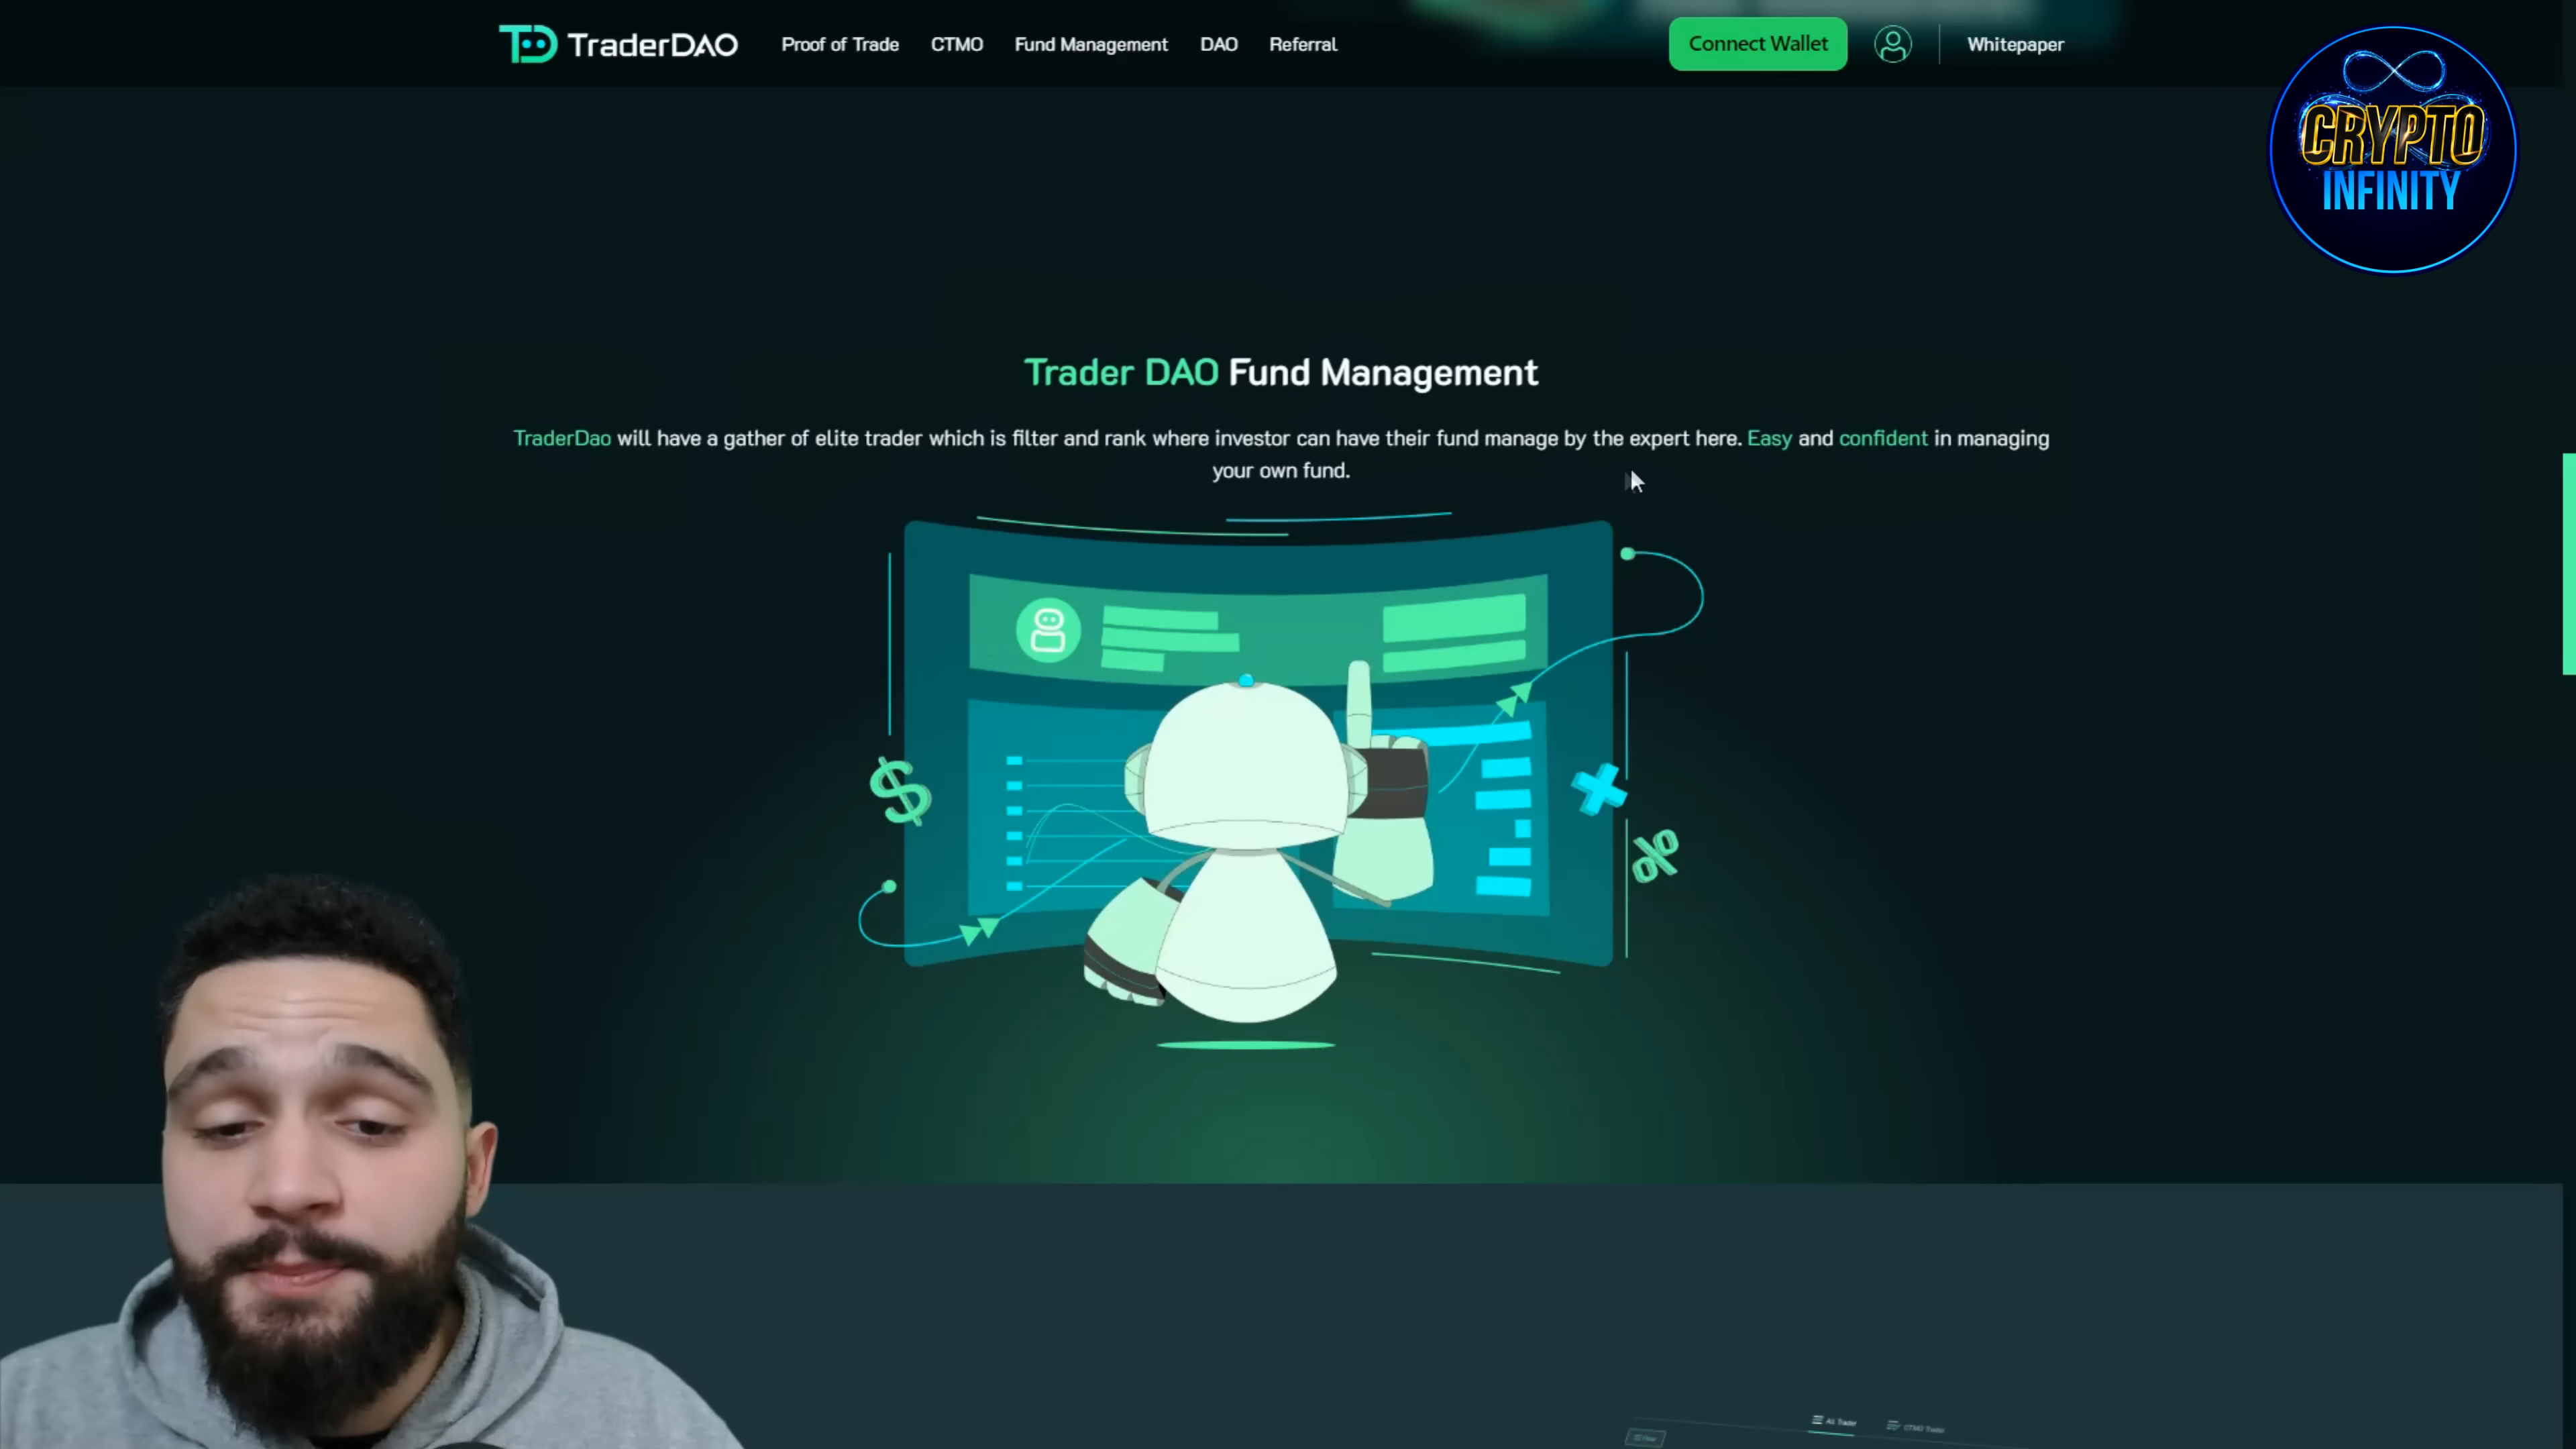 TraderDAO
Proof of Trade
CTMO
Fund Management
DAO
Referral
Connect Wallet
Whitepaper
CRYPTO
INFINITY
Trader DAO Fund Management
TraderDao will have a gather of elite trader which is filter and rank where investor can have their fund manage by the expert here. Easy and confident in managing
your own fund.
$
%
CTMO Trader